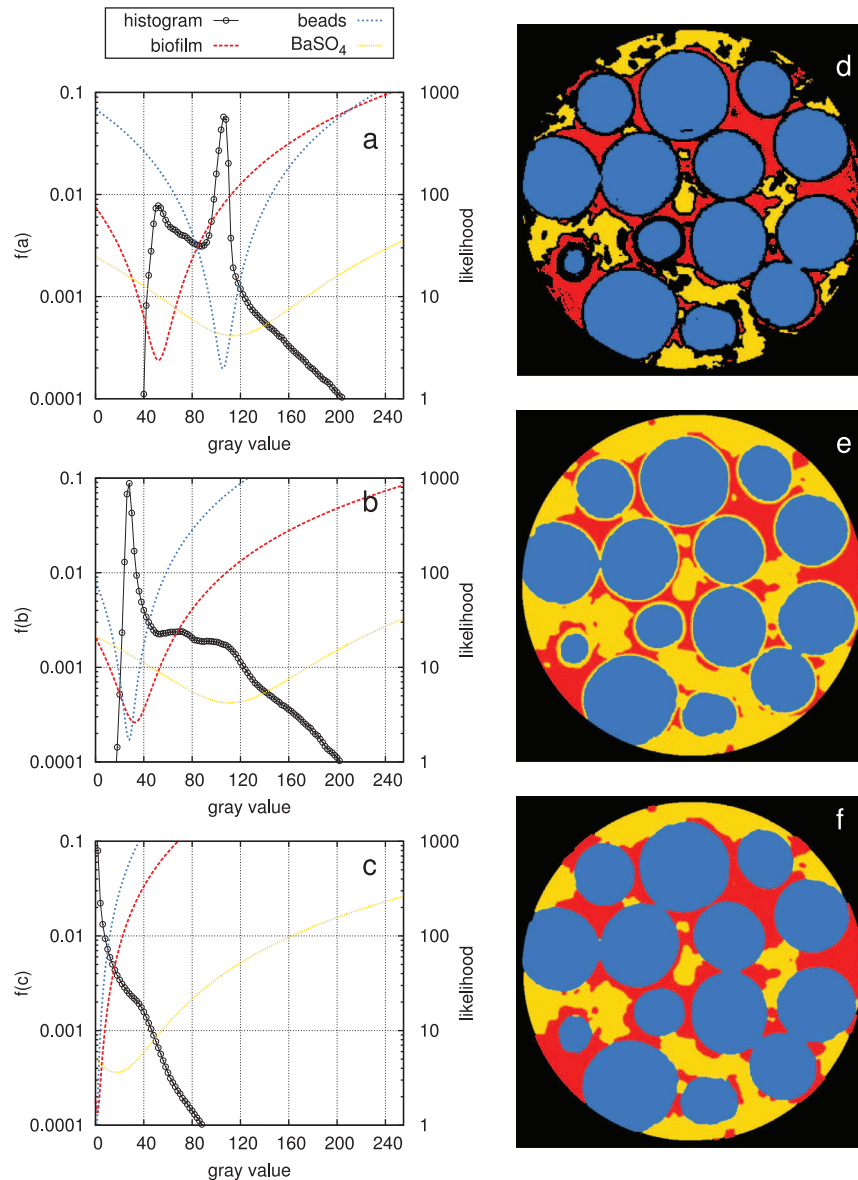 histogram beads
biofilm BaSO₄
0.1 1000
a
0.01 100
f(a) likelihood
0.001 10
0.0001 1
0 40 80 120 160 200 240
gray value
d
0.1 1000
b
0.01 100
f(b) likelihood
0.001 10
0.0001 1
0 40 80 120 160 200 240
gray value
e
0.1 1000
c
0.01 100
f(c) likelihood
0.001 10
0.0001 1
0 40 80 120 160 200 240
gray value
f